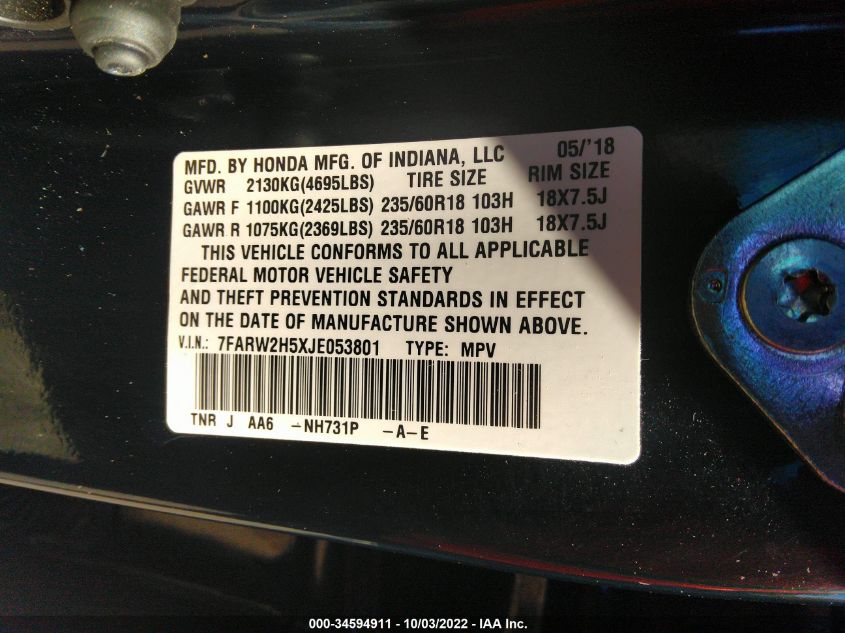 MFD. BY HONDA MFG. OF INDIANA, LLC 05/'18
GVWR 2130KG(4695LBS) TIRE SIZE RIM SIZE
GAWR F 1100KG(2425LBS) 235/60R18 103H 18X7.5J
GAWR R 1075KG(2369LBS) 235/60R18 103H 18X7.5J
THIS VEHICLE CONFORMS TO ALL APPLICABLE
FEDERAL MOTOR VEHICLE SAFETY
AND THEFT PREVENTION STANDARDS IN EFFECT
ON THE DATE OF MANUFACTURE SHOWN ABOVE.
V.I.N.: 7FARW2H5XJE053801 TYPE: MPV
TNR J AA6 -NH731P -A-E
000-34594911 - 10/03/2022 - IAA Inc.